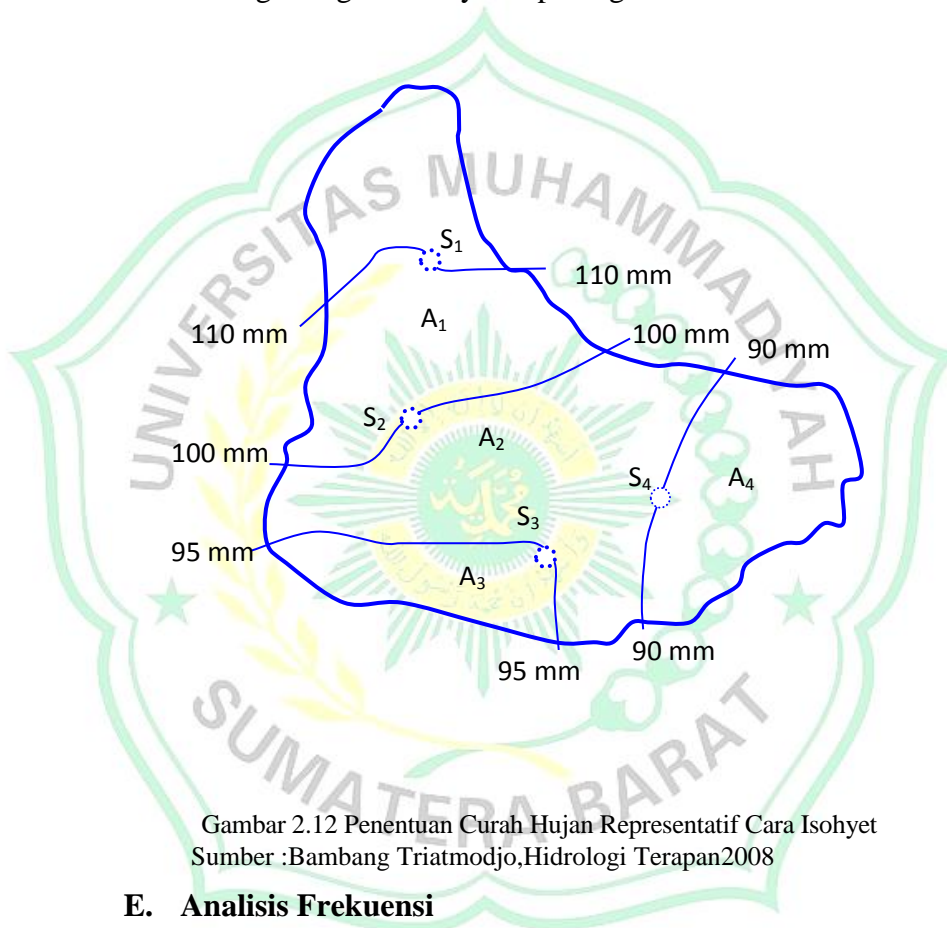 S₁
110 mm
A₁
110 mm
100 mm
90 mm
S₂
A₂
100 mm
S₄
A₄
S₃
95 mm
A₃
90 mm
95 mm
UNIVERSITAS MUHAMMADIYAH
SUMATERA BARAT
Gambar 2.12 Penentuan Curah Hujan Representatif Cara Isohyet
Sumber :Bambang Triatmodjo,Hidrologi Terapan2008
E. Analisis Frekuensi